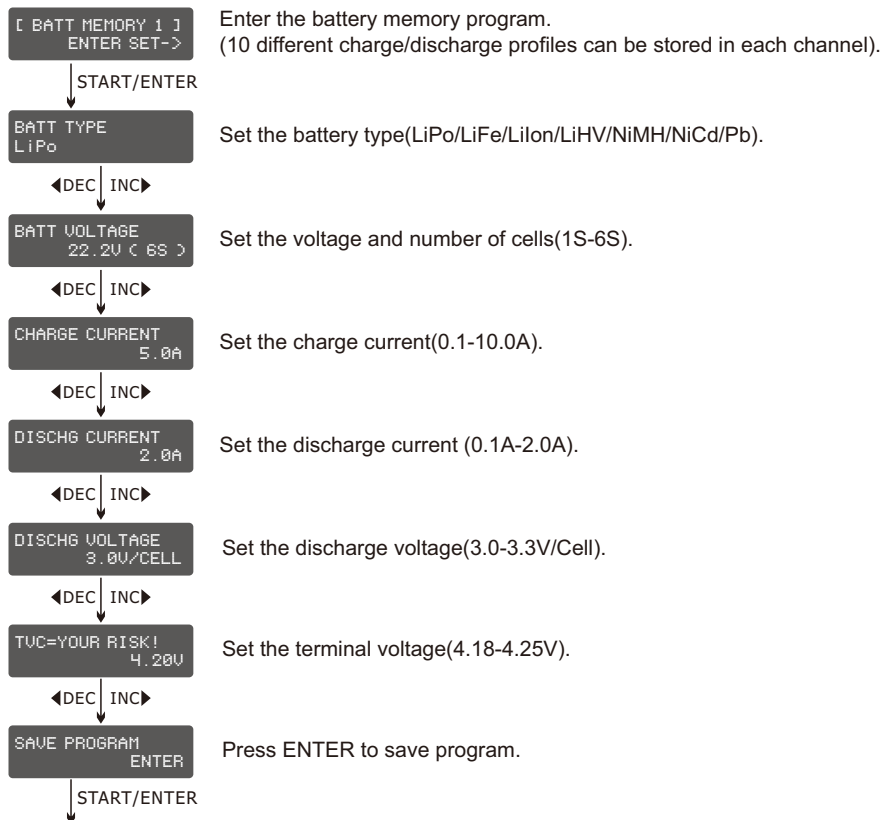 [ BATT MEMORY 1 ]
ENTER SET->
Enter the battery memory program.
(10 different charge/discharge profiles can be stored in each channel).
START/ENTER
BATT TYPE
LiPo
Set the battery type(LiPo/LiFe/LiIon/LiHV/NiMH/NiCd/Pb).
◀DEC INC▶
BATT VOLTAGE
22.2V ( 6S )
Set the voltage and number of cells(1S-6S).
◀DEC INC▶
CHARGE CURRENT
5.0A
Set the charge current(0.1-10.0A).
◀DEC INC▶
DISCHG CURRENT
2.0A
Set the discharge current (0.1A-2.0A).
◀DEC INC▶
DISCHG VOLTAGE
3.0V/CELL
Set the discharge voltage(3.0-3.3V/Cell).
◀DEC INC▶
TVC=YOUR RISK!
4.20V
Set the terminal voltage(4.18-4.25V).
◀DEC INC▶
SAVE PROGRAM
ENTER
Press ENTER to save program.
START/ENTER